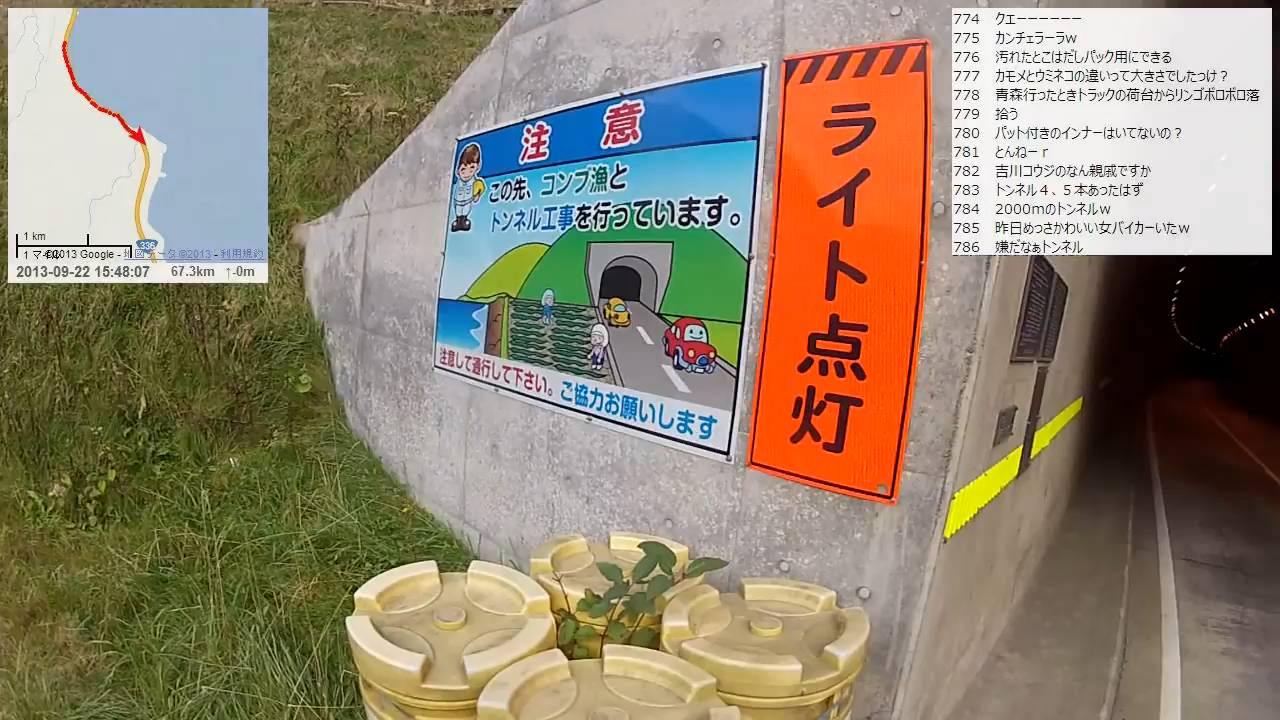 1 km
1 マイル
©2013 Google - 地図データ ©2013 - 利用規約
336
2013-09-22 15:48:07 67.3km ↑-0m
注意
この先、コンブ漁と
トンネル工事を行っています。
注意して通行して下さい。
ご協力お願いします
ライト点灯
774 クエーーーーーー
775 カンチェラーラw
776 汚れたとこはだしパック用にできる
777 カモメとウミネコの違いって大きさでしたっけ？
778 青森行ったときトラックの荷台からリンゴボロボロ落
779 拾う
780 パット付きのインナーはいてないの？
781 とんねーr
782 吉川コウジのなん親戚ですか
783 トンネル４、５本あったはず
784 2000mのトンネルw
785 昨日めっさかわいい女バイカーいたw
786 嫌だなぁトンネル